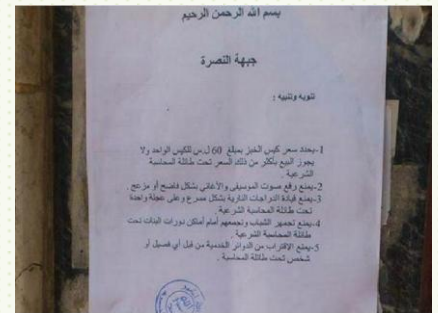 بسم الله الرحمن الرحيم
جبهة النصرة
تنويه وتنبيه :
1-يحدد سعر كيس الخبز بمبلغ 60 ل.س للكيس الواحد ولا
يجوز البيع بأكثر من ذلك السعر تحت طائلة المحاسبة
الشرعية .
2-يمنع رفع صوت الموسيقى والأغاني بشكل فاضح أو مزعج .
3-يمنع قيادة الدراجات النارية بشكل مسرع وعلى عجلة واحدة
تحت طائلة المحاسبة الشرعية .
4-يمنع تجمهر الشباب وتجمعهم أمام أماكن دورات البنات تحت
طائلة المحاسبة الشرعية .
5-يمنع الإقتراب من الدوائر الخدمية من قبل أي فصيل أو
شخص تحت طائلة المحاسبة .